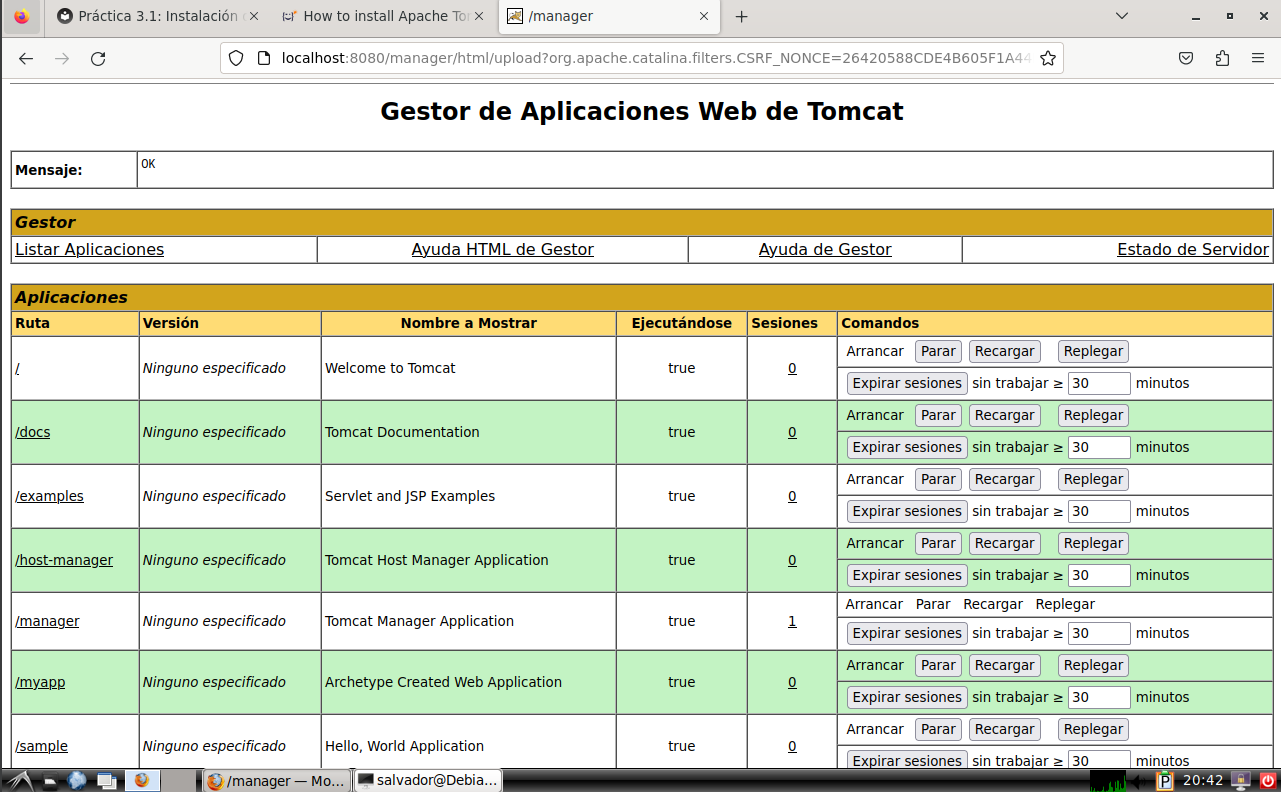 Práctica 3.1: Instalación
How to install Apache Tom
/manager
localhost:8080/manager/html/upload?org.apache.catalina.filters.CSRF_NONCE=26420588CDE4B605F1A44
Gestor de Aplicaciones Web de Tomcat
Mensaje: OK
Gestor
Listar Aplicaciones Ayuda HTML de Gestor Ayuda de Gestor Estado de Servidor
Aplicaciones
Ruta Versión Nombre a Mostrar Ejecutándose Sesiones Comandos
/ Ninguno especificado Welcome to Tomcat true 0 Arrancar Parar Recargar Replegar
Expirar sesiones sin trabajar ≥ 30 minutos
/docs Ninguno especificado Tomcat Documentation true 0 Arrancar Parar Recargar Replegar
Expirar sesiones sin trabajar ≥ 30 minutos
/examples Ninguno especificado Servlet and JSP Examples true 0 Arrancar Parar Recargar Replegar
Expirar sesiones sin trabajar ≥ 30 minutos
/host-manager Ninguno especificado Tomcat Host Manager Application true 0 Arrancar Parar Recargar Replegar
Expirar sesiones sin trabajar ≥ 30 minutos
/manager Ninguno especificado Tomcat Manager Application true 1 Arrancar Parar Recargar Replegar
Expirar sesiones sin trabajar ≥ 30 minutos
/myapp Ninguno especificado Archetype Created Web Application true 0 Arrancar Parar Recargar Replegar
Expirar sesiones sin trabajar ≥ 30 minutos
/sample Ninguno especificado Hello, World Application true 0 Arrancar Parar Recargar Replegar
Expirar sesiones sin trabajar ≥ 30 minutos
/manager — Mo...
salvador@Debia...
P
20:42